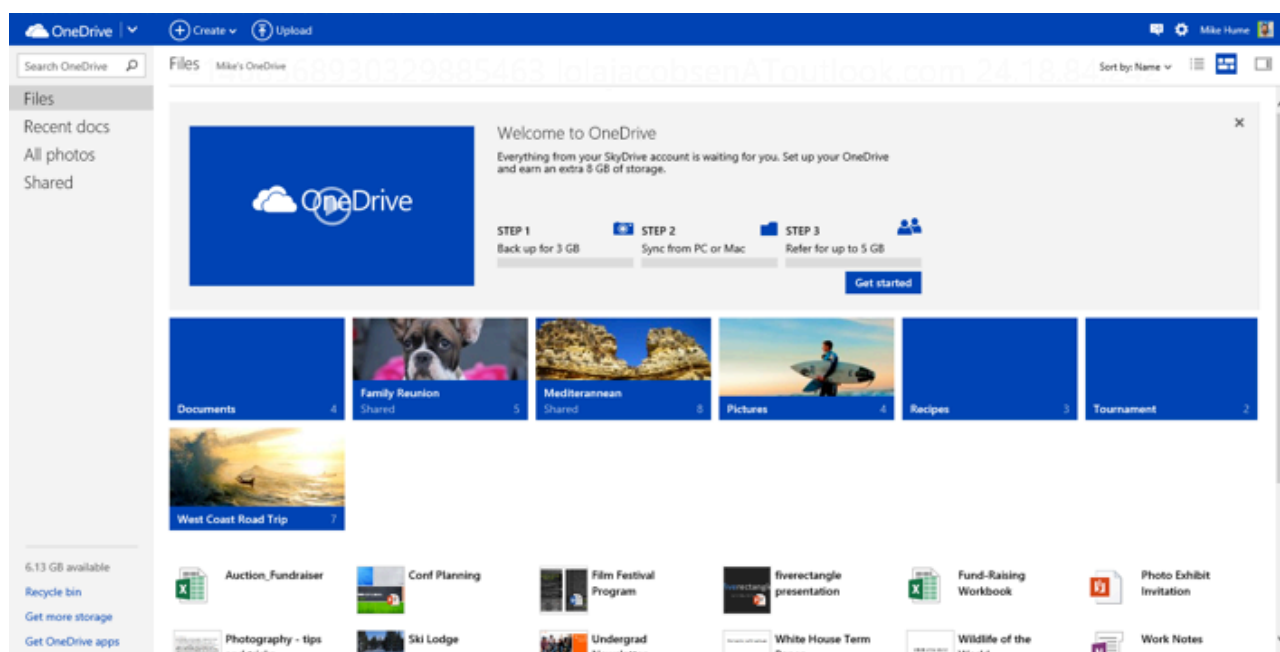 OneDrive
Create
Upload
Mike Hume
Search OneDrive
Files
Mike's OneDrive
Sort by: Name
Files
Recent docs
All photos
Shared
Welcome to OneDrive
Everything from your SkyDrive account is waiting for you. Set up your OneDrive
and earn an extra 8 GB of storage.
OneDrive
STEP 1
Back up for 3 GB
STEP 2
Sync from PC or Mac
STEP 3
Refer for up to 5 GB
Get started
Documents 4
Family Reunion
Shared 5
Mediterannean
Shared 8
Pictures 4
Recipes 3
Tournament 2
West Coast Road Trip 7
6.13 GB available
Recycle bin
Get more storage
Get OneDrive apps
Auction_Fundraiser
Conf Planning
Film Festival
Program
fiverectangle
presentation
Fund-Raising
Workbook
Photo Exhibit
Invitation
Photography - tips
Ski Lodge
Undergrad
White House Term
Wildlife of the
Work Notes